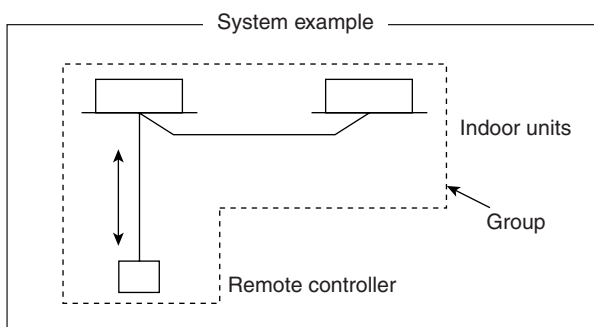 System example
Indoor units
Group
Remote controller